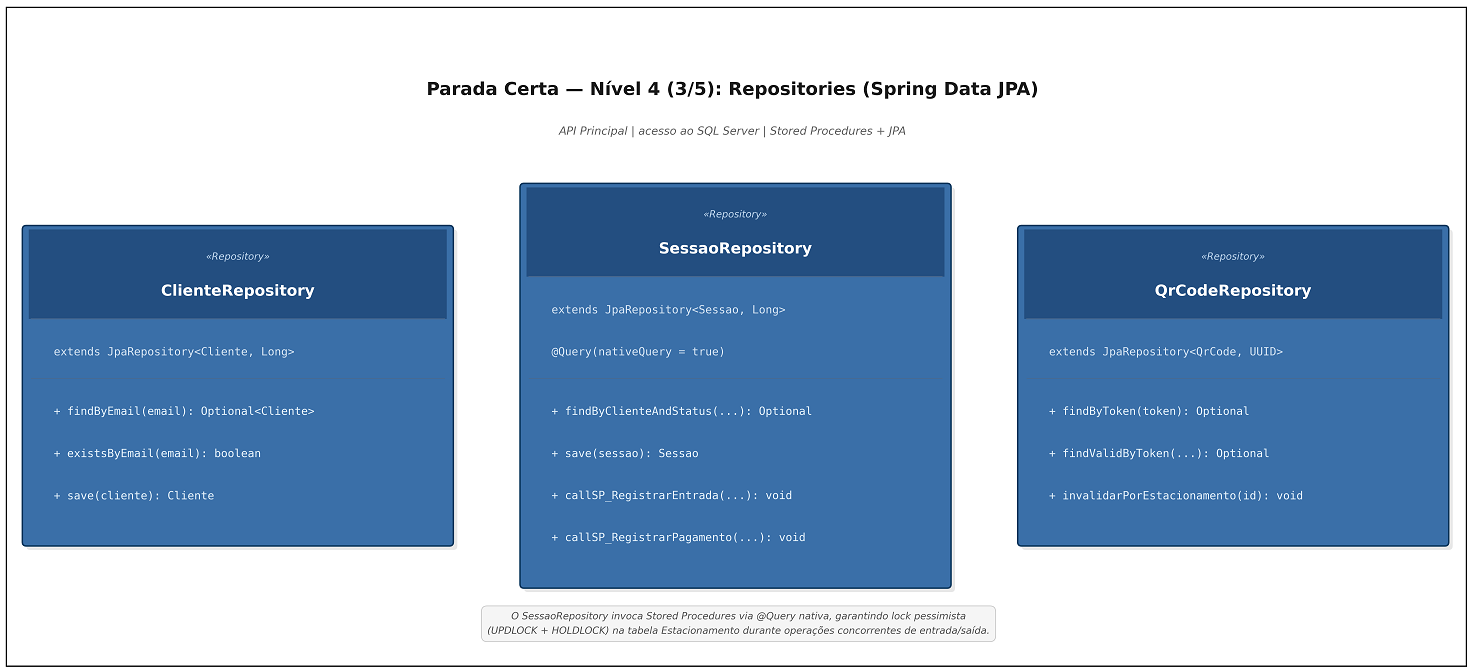 Parada Certa — Nível 4 (3/5): Repositories (Spring Data JPA)
API Principal | acesso ao SQL Server | Stored Procedures + JPA
«Repository»
ClienteRepository
extends JpaRepository<Cliente, Long>
+ findByEmail(email): Optional<Cliente>
+ existsByEmail(email): boolean
+ save(cliente): Cliente
«Repository»
SessaoRepository
extends JpaRepository<Sessao, Long>
@Query(nativeQuery = true)
+ findByClienteAndStatus(...): Optional
+ save(sessao): Sessao
+ callSP_RegistrarEntrada(...): void
+ callSP_RegistrarPagamento(...): void
«Repository»
QrCodeRepository
extends JpaRepository<QrCode, UUID>
+ findByToken(token): Optional
+ findValidByToken(...): Optional
+ invalidarPorEstacionamento(id): void
O SessaoRepository invoca Stored Procedures via @Query nativa, garantindo lock pessimista
(UPDLOCK + HOLDLOCK) na tabela Estacionamento durante operações concorrentes de entrada/saída.